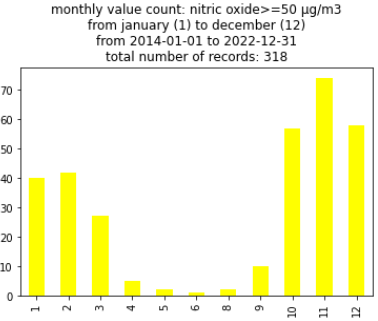 monthly value count: nitric oxide>=50 µg/m3
from january (1) to december (12)
from 2014-01-01 to 2022-12-31
total number of records: 318
70
60
50
40
30
20
10
0
1 2 3 4 5 6 8 9 10 11 12